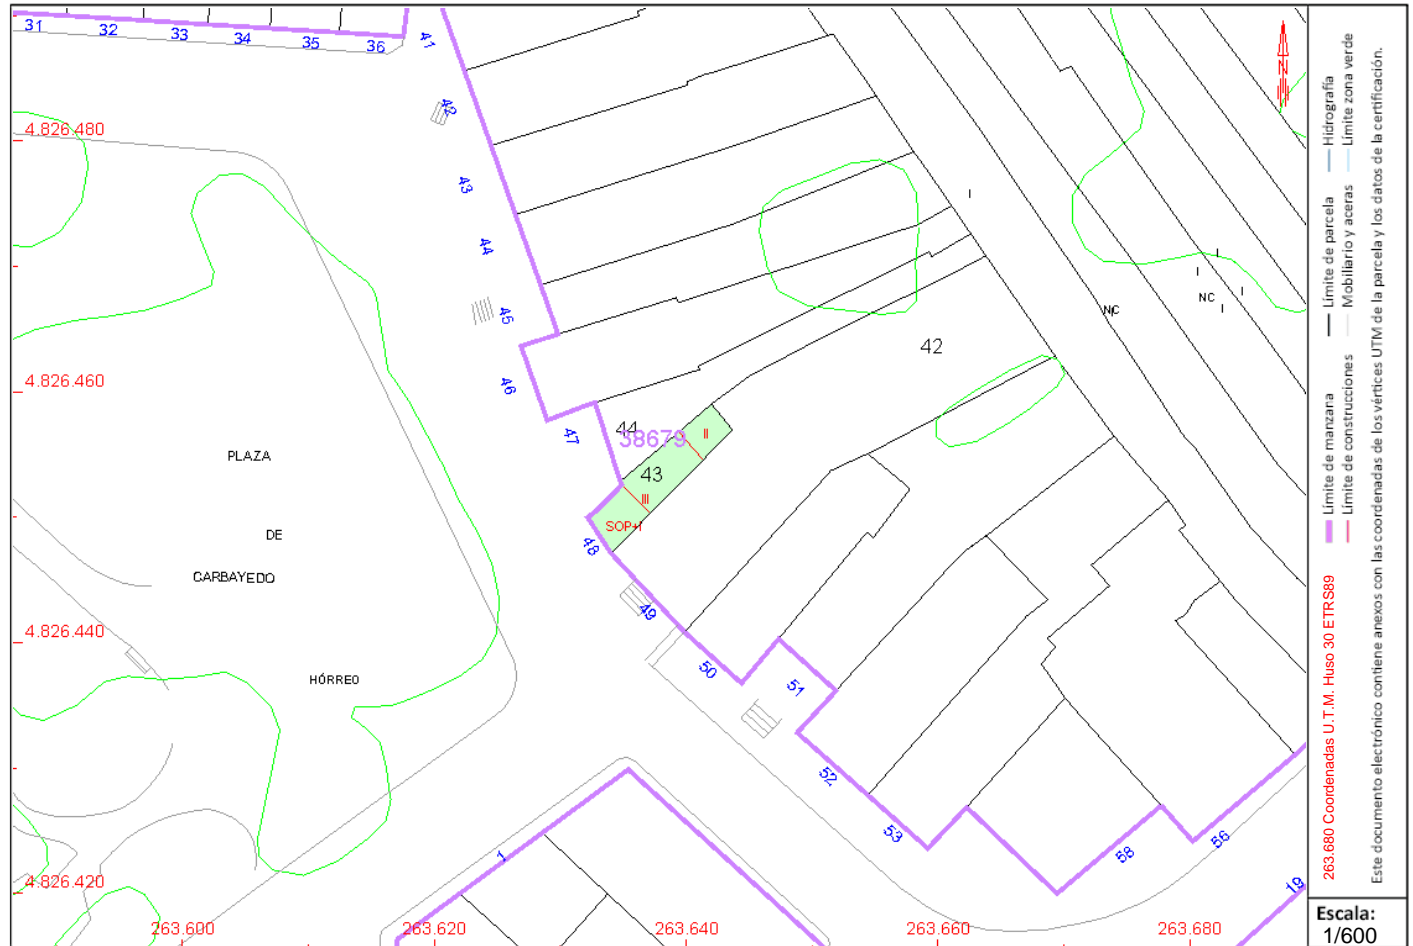 31
32
33
34
35
36
41
42
43
44
45
46
47
48
49
50
51
52
53
58
56
19
1
4.826.480
4.826.460
4.826.440
4.826.420
263.600
263.620
263.640
263.660
263.680
PLAZA
DE
CARBAYEDO
HÓRREO
42
44
38679
43
II
III
SOP+I
I
NC
I
I
NC
I
I
N
Hidrografía
Límite zona verde
Límite de parcela
Mobiliario y aceras
Límite de manzana
Límite de construcciones
263.680 Coordenadas U.T.M. Huso 30 ETRS89
Este documento electrónico contiene anexos con las coordenadas de los vértices UTM de la parcela y los datos de la certificación.
Escala:
1/600